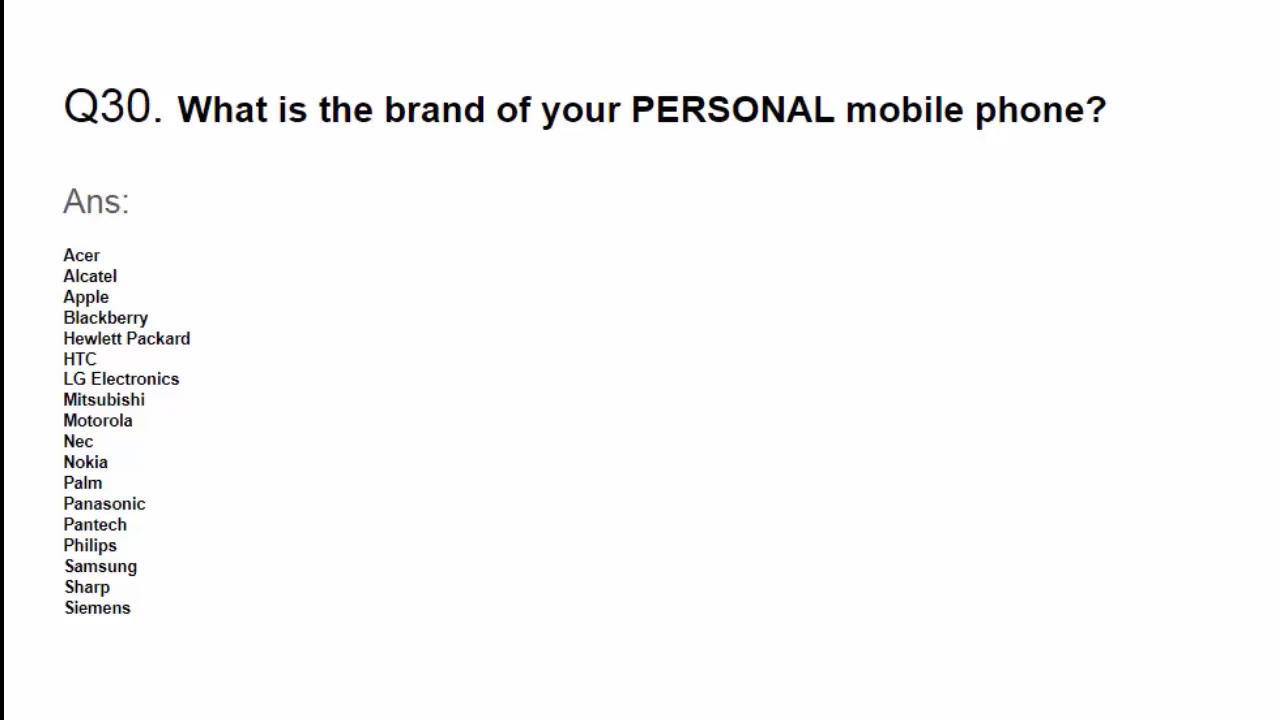 Q30. What is the brand of your PERSONAL mobile phone?
Ans:
Acer
Alcatel
Apple
Blackberry
Hewlett Packard
HTC
LG Electronics
Mitsubishi
Motorola
Nec
Nokia
Palm
Panasonic
Pantech
Philips
Samsung
Sharp
Siemens